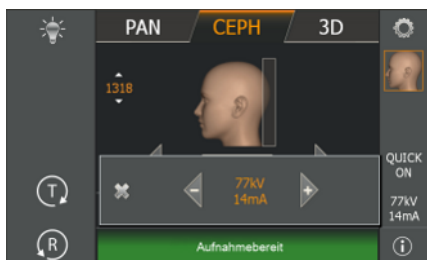 PAN
CEPH
3D
1318
QUICK
ON
77kV
14mA
77kV
14mA
T
R
Aufnahmebereit
i